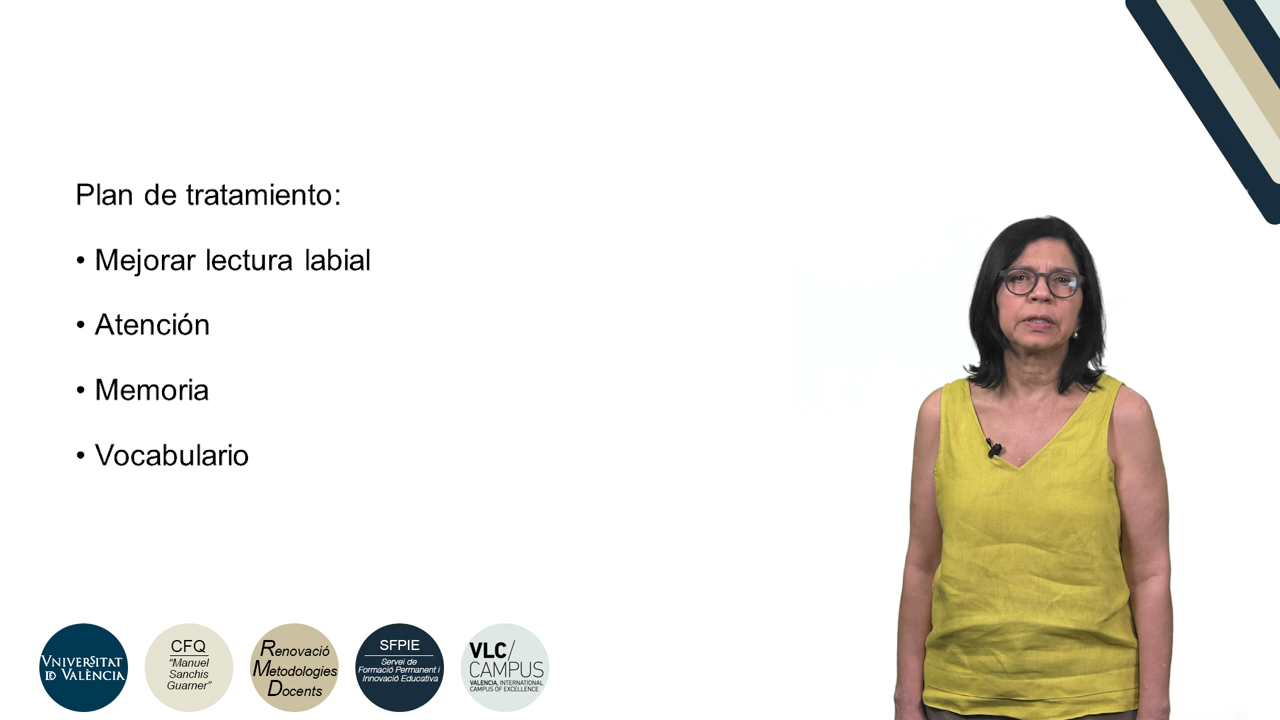 Plan de tratamiento:
• Mejorar lectura labial
• Atención
• Memoria
• Vocabulario
VNIVERSITAT
ID VALÈNCIA
CFQ
“Manuel
Sanchis
Guarner”
Renovació
Metodologies
Docents
SFPIE
Servei de
Formació Permanent i
Innovació Educativa
VLC/
CAMPUS
VALENCIA, INTERNATIONAL
CAMPUS OF EXCELLENCE